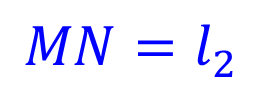 MN = l₂